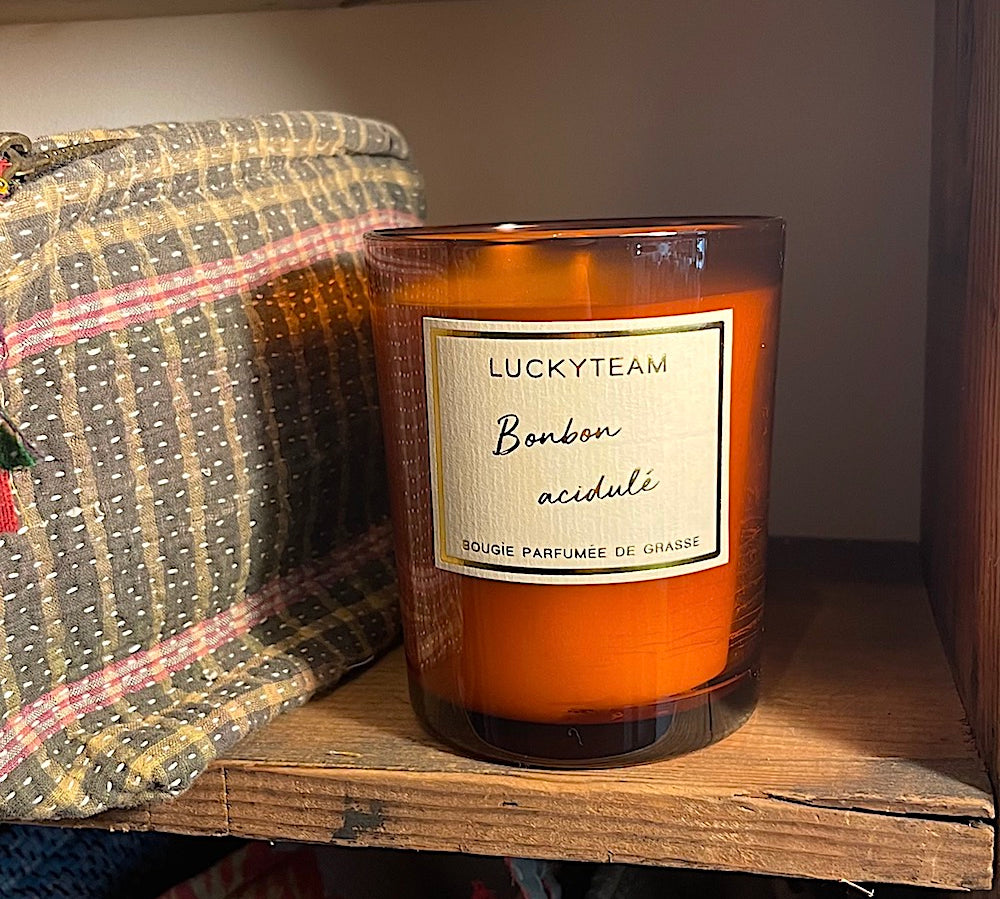 LUCKYTEAM
Bonbon
acidulé
BOUGIE PARFUMÉE DE GRASSE